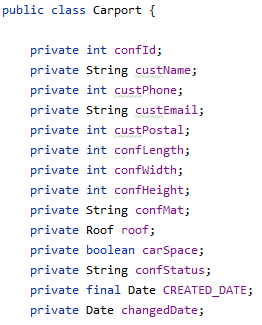 public class Carport {
private int confId;
private String custName;
private int custPhone;
private String custEmail;
private int custPostal;
private int confLength;
private int confWidth;
private int confHeight;
private String confMat;
private Roof roof;
private boolean carSpace;
private String confStatus;
private final Date CREATED_DATE;
private Date changedDate;